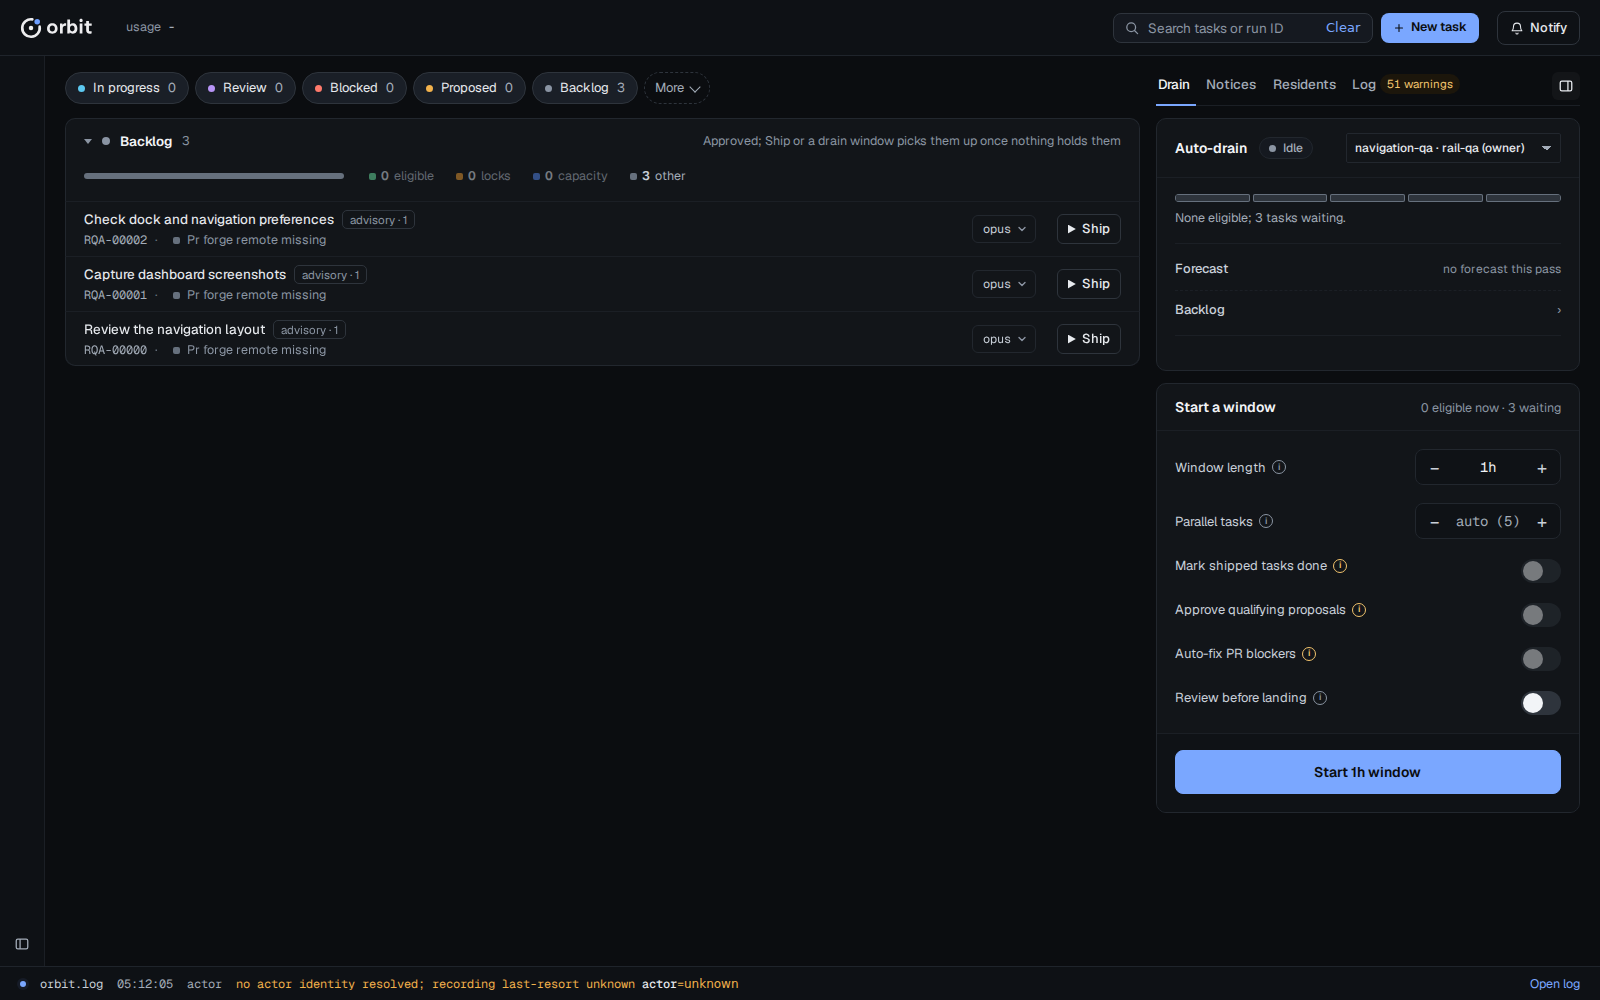 orbit usage - Search tasks or run ID Clear + New task Notify
In progress 0 Review 0 Blocked 0 Proposed 0 Backlog 3 More
Backlog 3 Approved; Ship or a drain window picks them up once nothing holds them
0 eligible 0 locks 0 capacity 3 other
Check dock and navigation preferences advisory · 1
RQA-00002 · Pr forge remote missing opus Ship
Capture dashboard screenshots advisory · 1
RQA-00001 · Pr forge remote missing opus Ship
Review the navigation layout advisory · 1
RQA-00000 · Pr forge remote missing opus Ship
Drain Notices Residents Log 51 warnings
Auto-drain Idle navigation-qa · rail-qa (owner)
None eligible; 3 tasks waiting.
Forecast no forecast this pass
Backlog ›
Start a window 0 eligible now · 3 waiting
Window length i − 1h +
Parallel tasks i − auto (5) +
Mark shipped tasks done i
Approve qualifying proposals i
Auto-fix PR blockers i
Review before landing i
Start 1h window
orbit.log 05:12:05 actor no actor identity resolved; recording last-resort unknown actor=unknown Open log